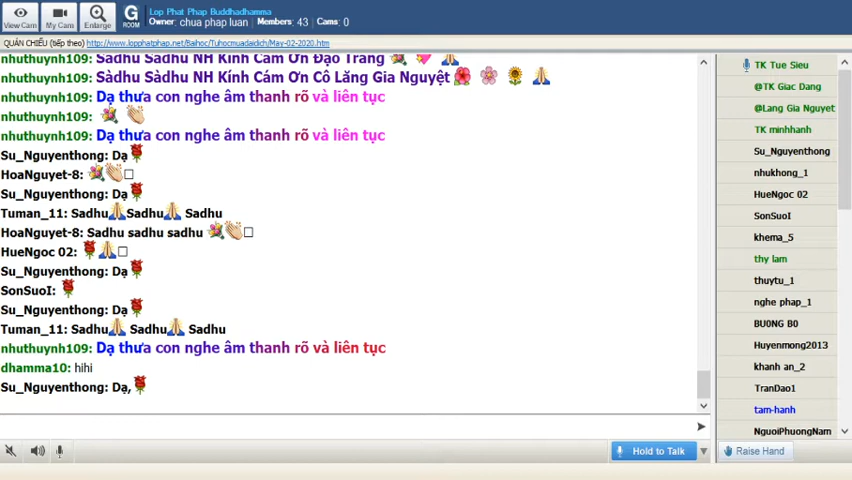 View Cam
My Cam
Enlarge
G
ROOM
Lop Phat Phap Buddhadhamma
Owner: chua phap luan Members: 43 Cams: 0
QUÁN CHIẾU (tiếp theo) http://www.lopphatphap.net/Baihoc/Tuhocmuadaidich/May-02-2020.htm
nhuthuynh109: Sadhu Sadhu NH Kính Cám Ơn Đạo Tràng 💐 💖 🙏
nhuthuynh109: Sàdhu Sàdhu NH Kính Cám Ơn Cô Lăng Gia Nguyệt 🌺 🌸 🌻 🙏
nhuthuynh109: Dạ thưa con nghe âm thanh rõ và liên tục
nhuthuynh109: 💐 👏
nhuthuynh109: Dạ thưa con nghe âm thanh rõ và liên tục
Su_Nguyenthong: Dạ🌹
HoaNguyet-8: 💐👏□
Su_Nguyenthong: Dạ🌹
Tuman_11: Sadhu🙏Sadhu🙏 Sadhu
HoaNguyet-8: Sadhu sadhu sadhu 💐👏□
HueNgoc 02: 🌹🙏□
Su_Nguyenthong: Dạ🌹
SonSuoI: 🌹
Su_Nguyenthong: Dạ🌹
Tuman_11: Sadhu🙏 Sadhu🙏 Sadhu
nhuthuynh109: Dạ thưa con nghe âm thanh rõ và liên tục
dhamma10: hihi
Su_Nguyenthong: Dạ,🌹
Hold to Talk
Raise Hand
TK Tue Sieu
@TK Giac Dang
@Lang Gia Nguyet
TK minhhanh
Su_Nguyenthong
nhukhong_1
HueNgoc 02
SonSuoI
khema_5
thy lam
thuytu_1
nghe phap_1
BU0NG B0
Huyenmong2013
khanh an_2
TranDao1
tam-hanh
NguoiPhuongNam